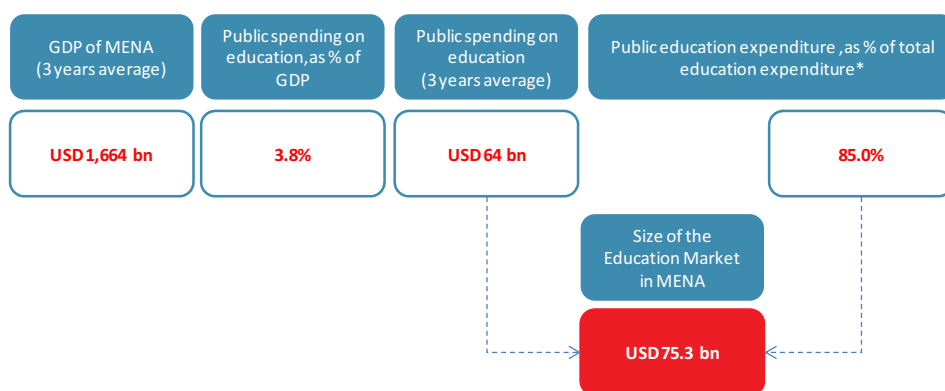 GDP of MENA
(3 years average)
Public spending on
education, as % of
GDP
Public spending on
education
(3 years average)
Public education expenditure ,as % of total
education expenditure*
USD 1,664 bn
3.8%
USD 64 bn
85.0%
Size of the
Education Market
in MENA
USD 75.3 bn